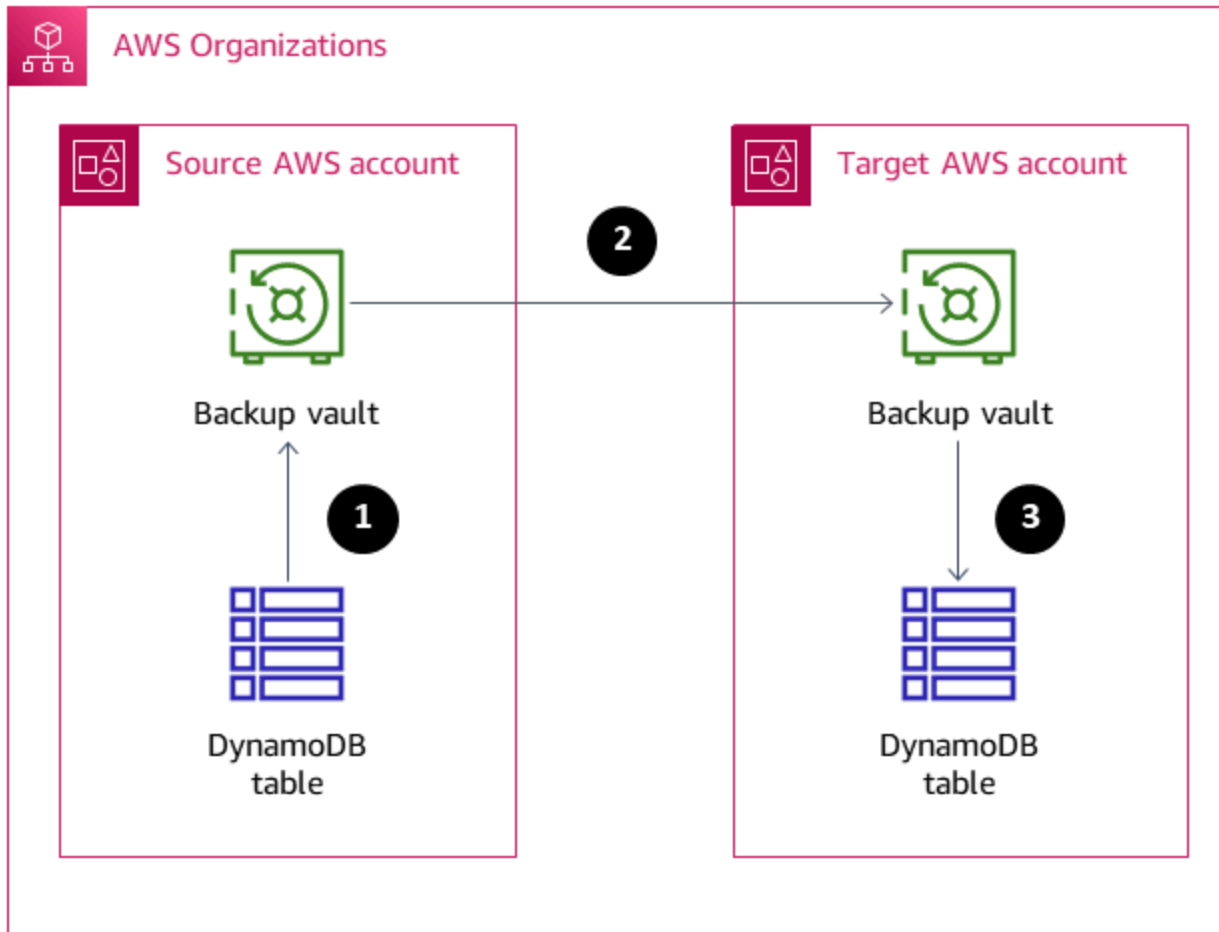 AWS Organizations
Source AWS account
Target AWS account
2
Backup vault
Backup vault
1
3
DynamoDB
table
DynamoDB
table